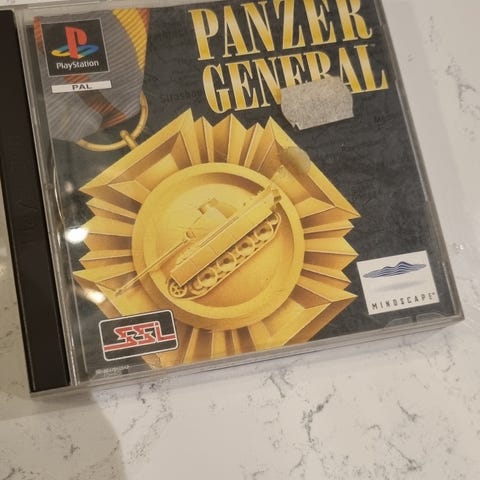 PANZER
GENERAL
PlayStation
PAL
MINDSCAPE
SSI